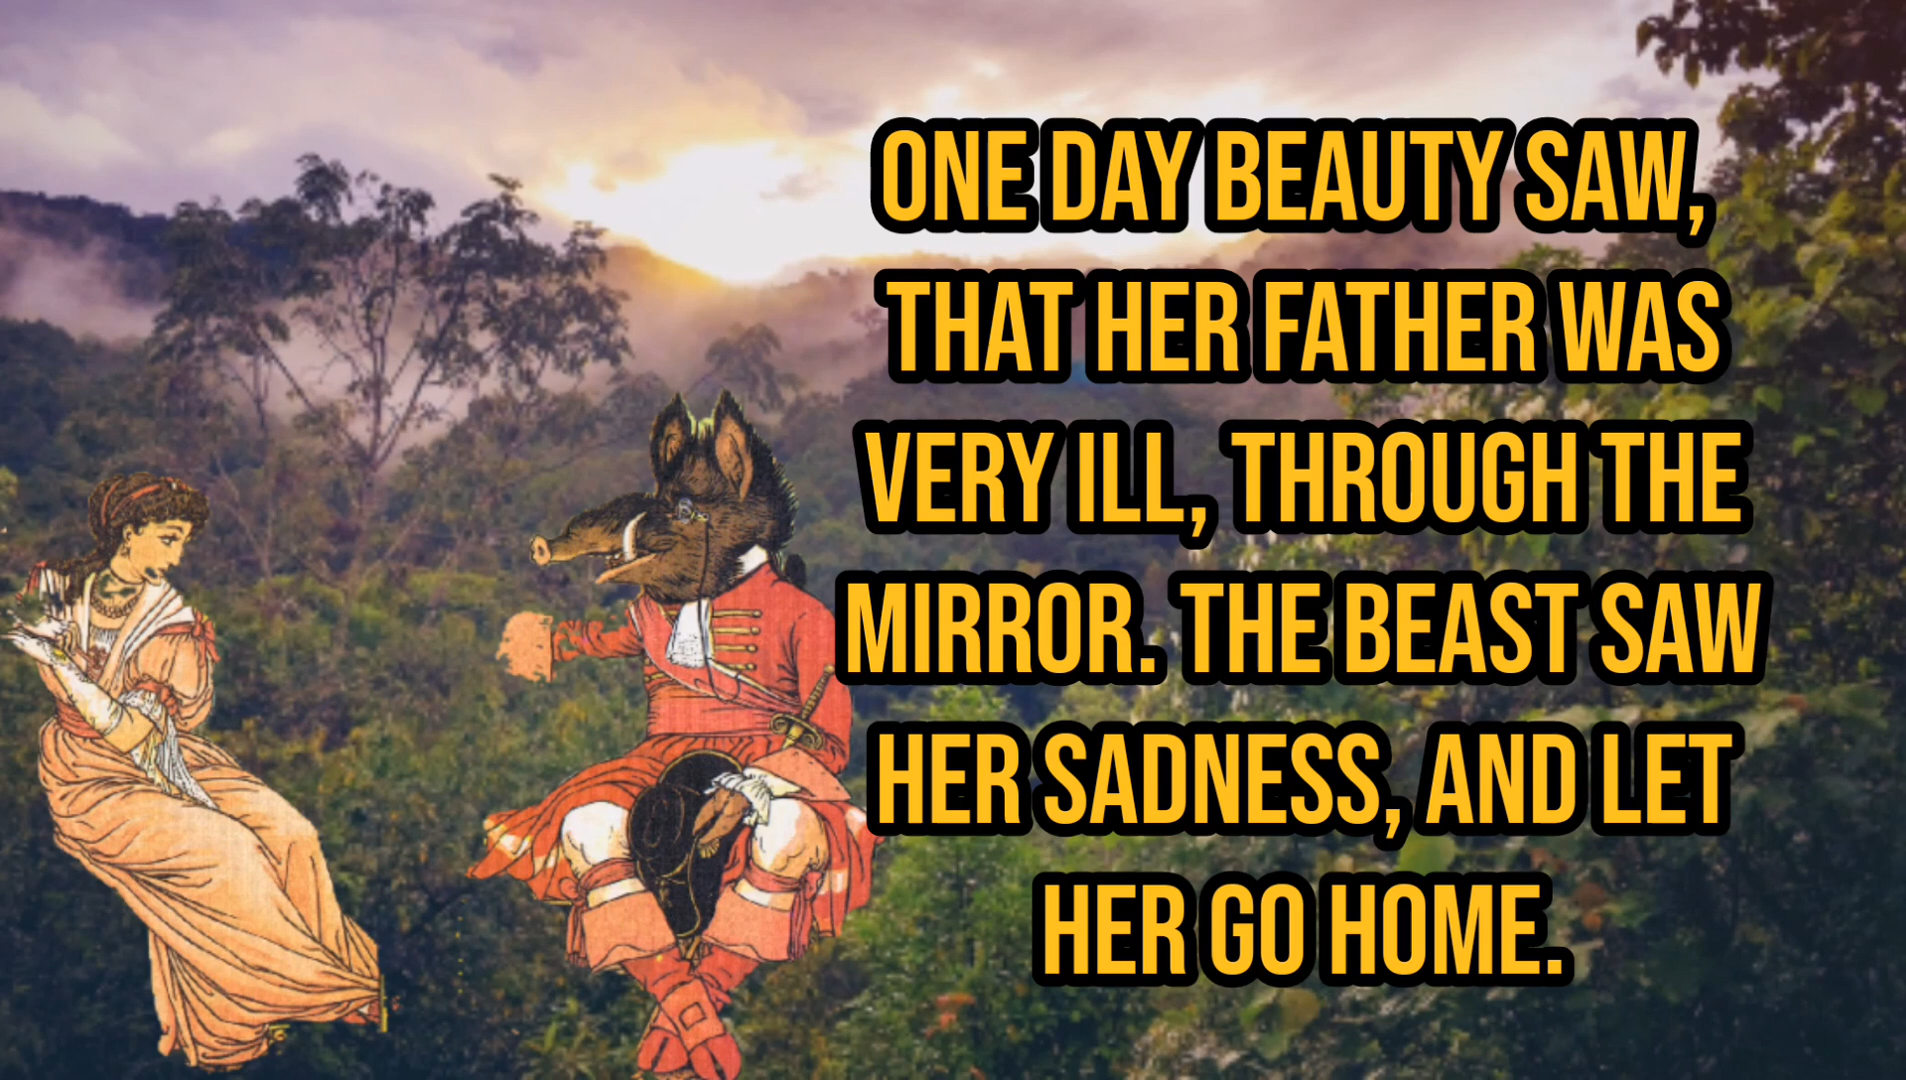 ONE DAY BEAUTY SAW,
THAT HER FATHER WAS
VERY ILL, THROUGH THE
MIRROR. THE BEAST SAW
HER SADNESS, AND LET
HER GO HOME.